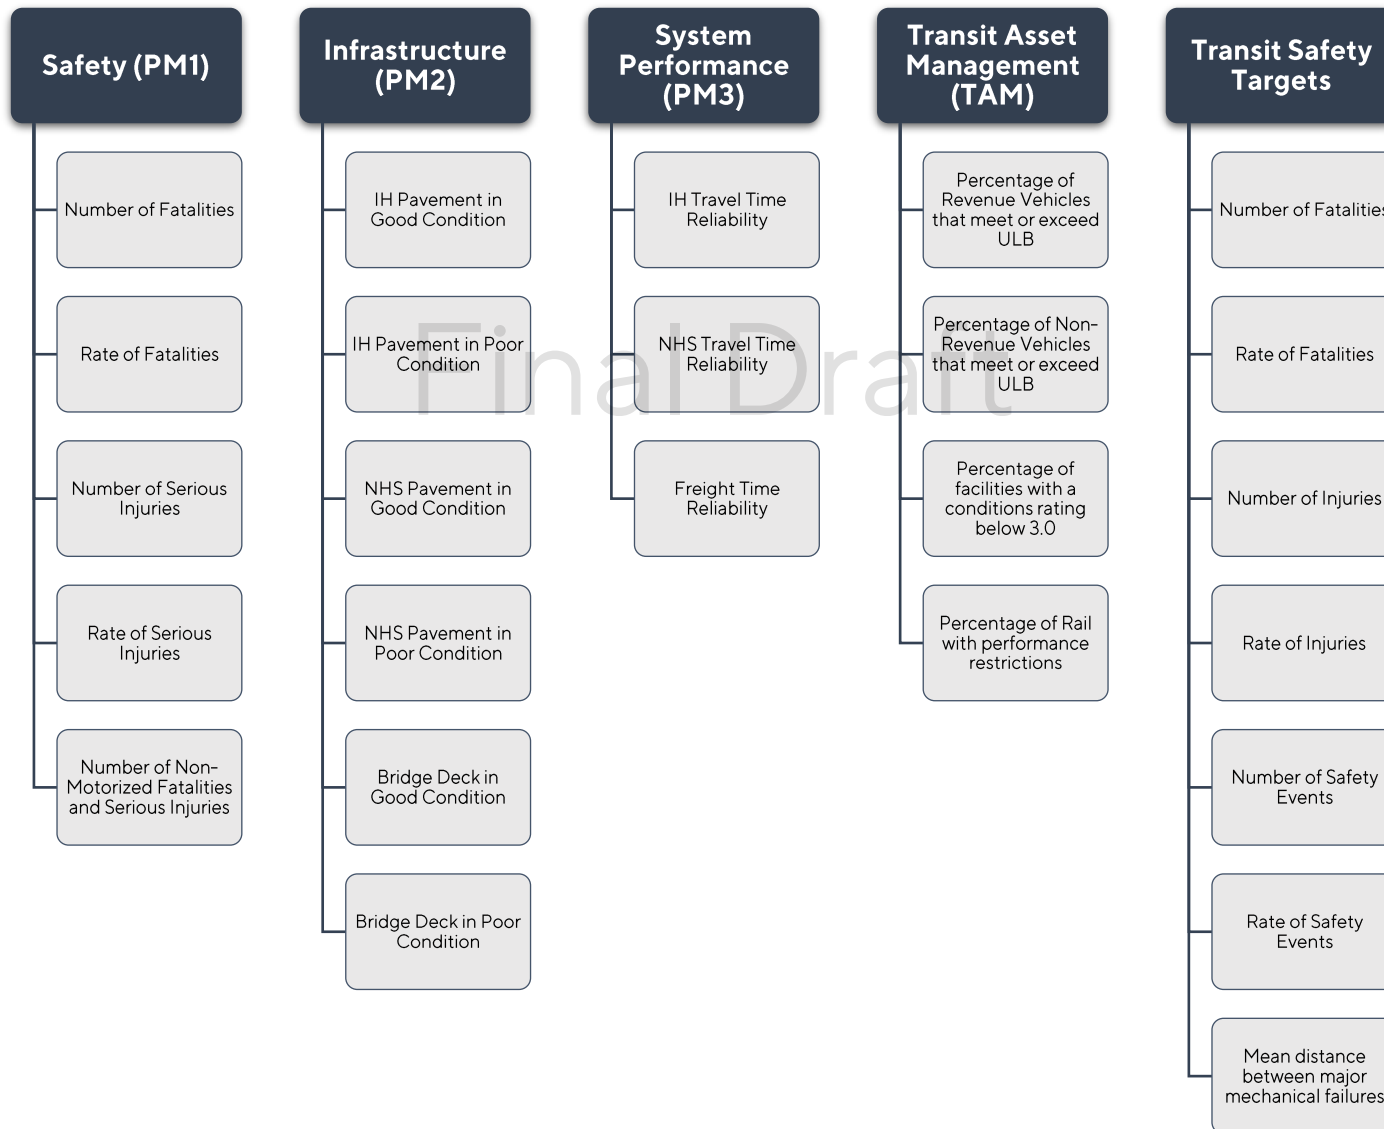 Safety (PM1)
Number of Fatalities
Rate of Fatalities
Number of Serious
Injuries
Rate of Serious
Injuries
Number of Non-
Motorized Fatalities
and Serious Injuries
Infrastructure
(PM2)
IH Pavement in
Good Condition
IH Pavement in Poor
Condition
NHS Pavement in
Good Condition
NHS Pavement in
Poor Condition
Bridge Deck in
Good Condition
Bridge Deck in Poor
Condition
System
Performance
(PM3)
IH Travel Time
Reliability
NHS Travel Time
Reliability
Freight Time
Reliability
Transit Asset
Management
(TAM)
Percentage of
Revenue Vehicles
that meet or exceed
ULB
Percentage of Non-
Revenue Vehicles
that meet or exceed
ULB
Percentage of
facilities with a
conditions rating
below 3.0
Percentage of Rail
with performance
restrictions
Transit Safety
Targets
Number of Fatalities
Rate of Fatalities
Number of Injuries
Rate of Injuries
Number of Safety
Events
Rate of Safety
Events
Mean distance
between major
mechanical failures
Final Draft